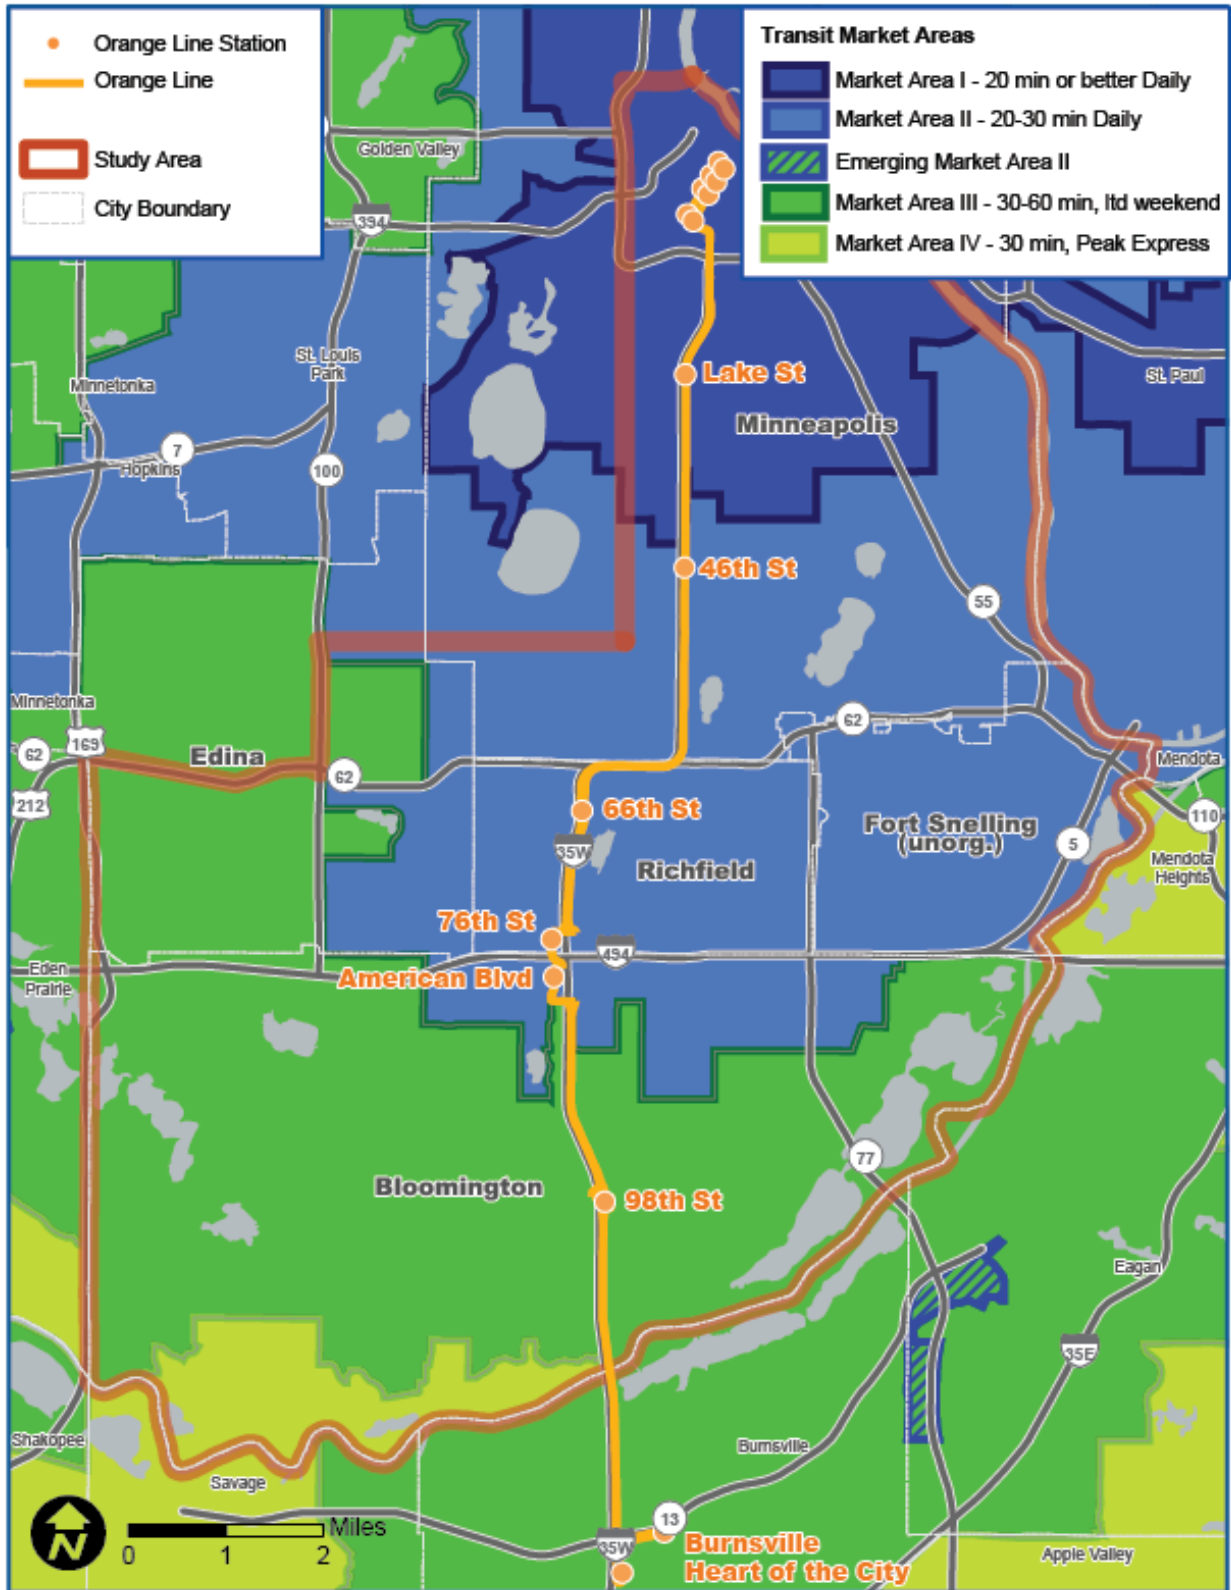 Orange Line Station
Orange Line
Study Area
City Boundary
Transit Market Areas
Market Area I - 20 min or better Daily
Market Area II - 20-30 min Daily
Emerging Market Area II
Market Area III - 30-60 min, ltd weekend
Market Area IV - 30 min, Peak Express
Golden Valley
394
St. Louis
Park
Minnetonka
Lake St
St. Paul
Minneapolis
7
Hopkins
100
46th St
55
Minnetonka
62
169
Edina
62
62
Mendota
212
66th St
110
Fort Snelling
(unorg.)
5
35W
Richfield
Mendota
Heights
76th St
494
Eden
Prairie
American Blvd
77
Bloomington
98th St
Eagan
35E
Shakopee
Savage
Burnsville
N
0 1 2 Miles
13
35W
Burnsville
Heart of the City
Apple Valley